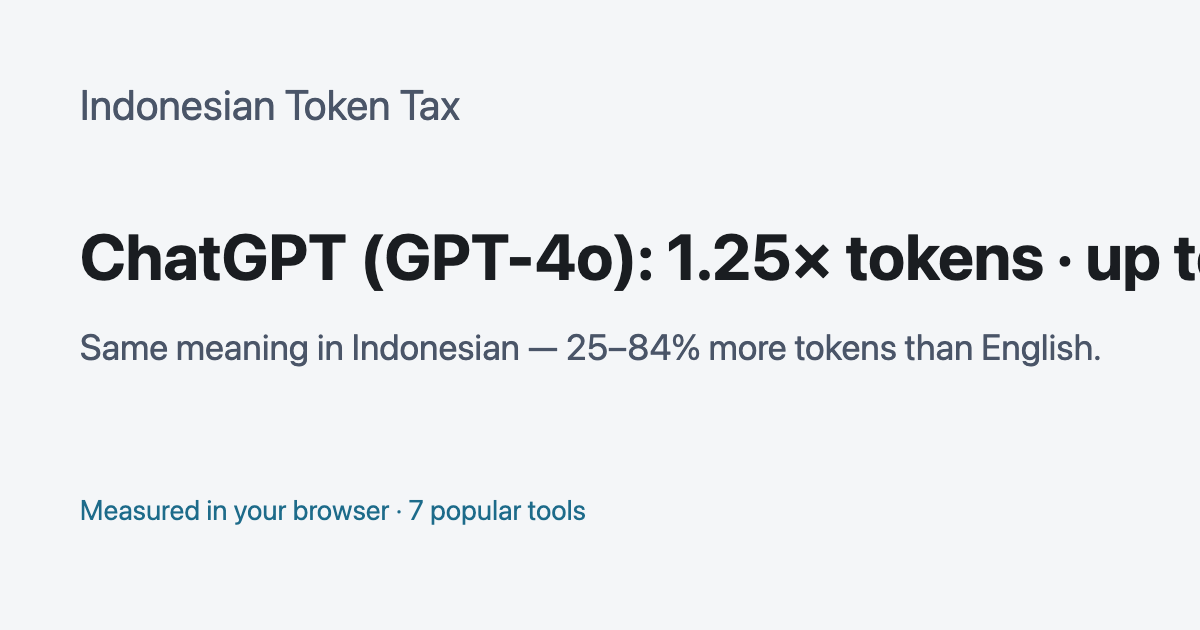 Indonesian Token Tax
ChatGPT (GPT-4o): 1.25× tokens · up
Same meaning in Indonesian — 25–84% more tokens than English.
Measured in your browser · 7 popular tools